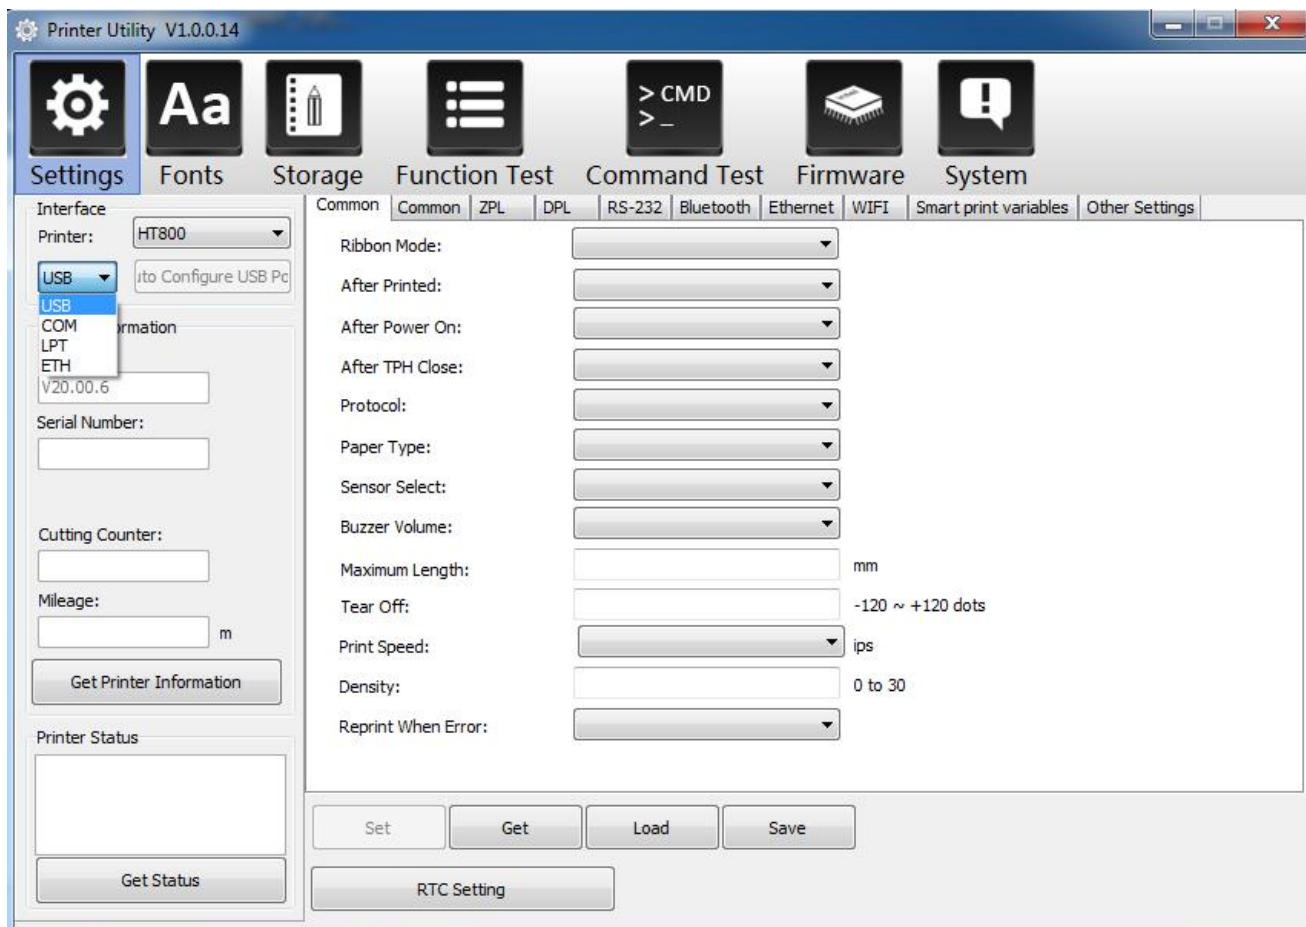 Printer Utility V1.0.0.14
X
Aa
> CMD
> _
Settings
Fonts
Storage
Function Test
Command Test
Firmware
System
Interface
Printer:
HT800
USB
USB
COM
LPT
ETH
V20.00.6
Serial Number:
Cutting Counter:
Mileage:
m
Get Printer Information
Printer Status
Get Status
Common
Common
ZPL
DPL
RS-232
Bluetooth
Ethernet
WIFI
Smart print variables
Other Settings
Ribbon Mode:
After Printed:
After Power On:
After TPH Close:
Protocol:
Paper Type:
Sensor Select:
Buzzer Volume:
Maximum Length:
mm
Tear Off:
-120 ~ +120 dots
Print Speed:
ips
Density:
0 to 30
Reprint When Error:
Set
Get
Load
Save
RTC Setting